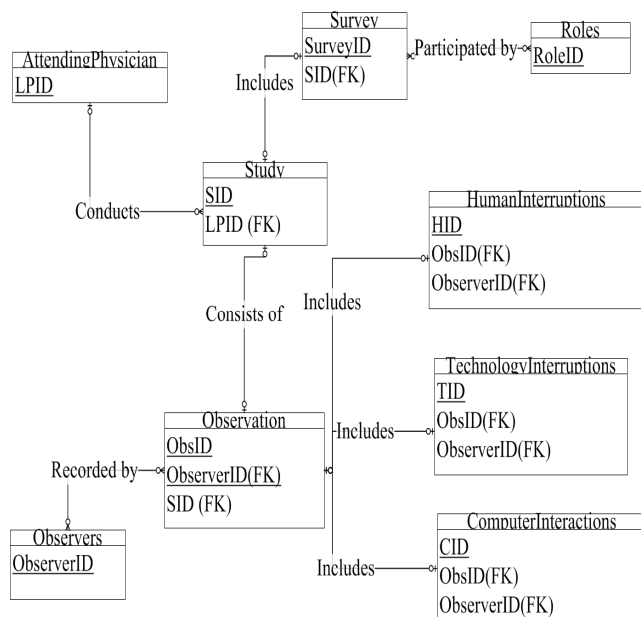 Survey
SurveyID
SID(FK)
Participated by
Roles
RoleID
AttendingPhysician
LPID
Includes
Study
SID
LPID (FK)
Conducts
HumanInterruptions
HID
ObsID(FK)
ObserverID(FK)
Includes
Consists of
TechnologyInterruptions
TID
ObsID(FK)
ObserverID(FK)
Includes
Observation
ObsID
ObserverID(FK)
SID (FK)
Recorded by
Observers
ObserverID
ComputerInteractions
CID
ObsID(FK)
ObserverID(FK)
Includes